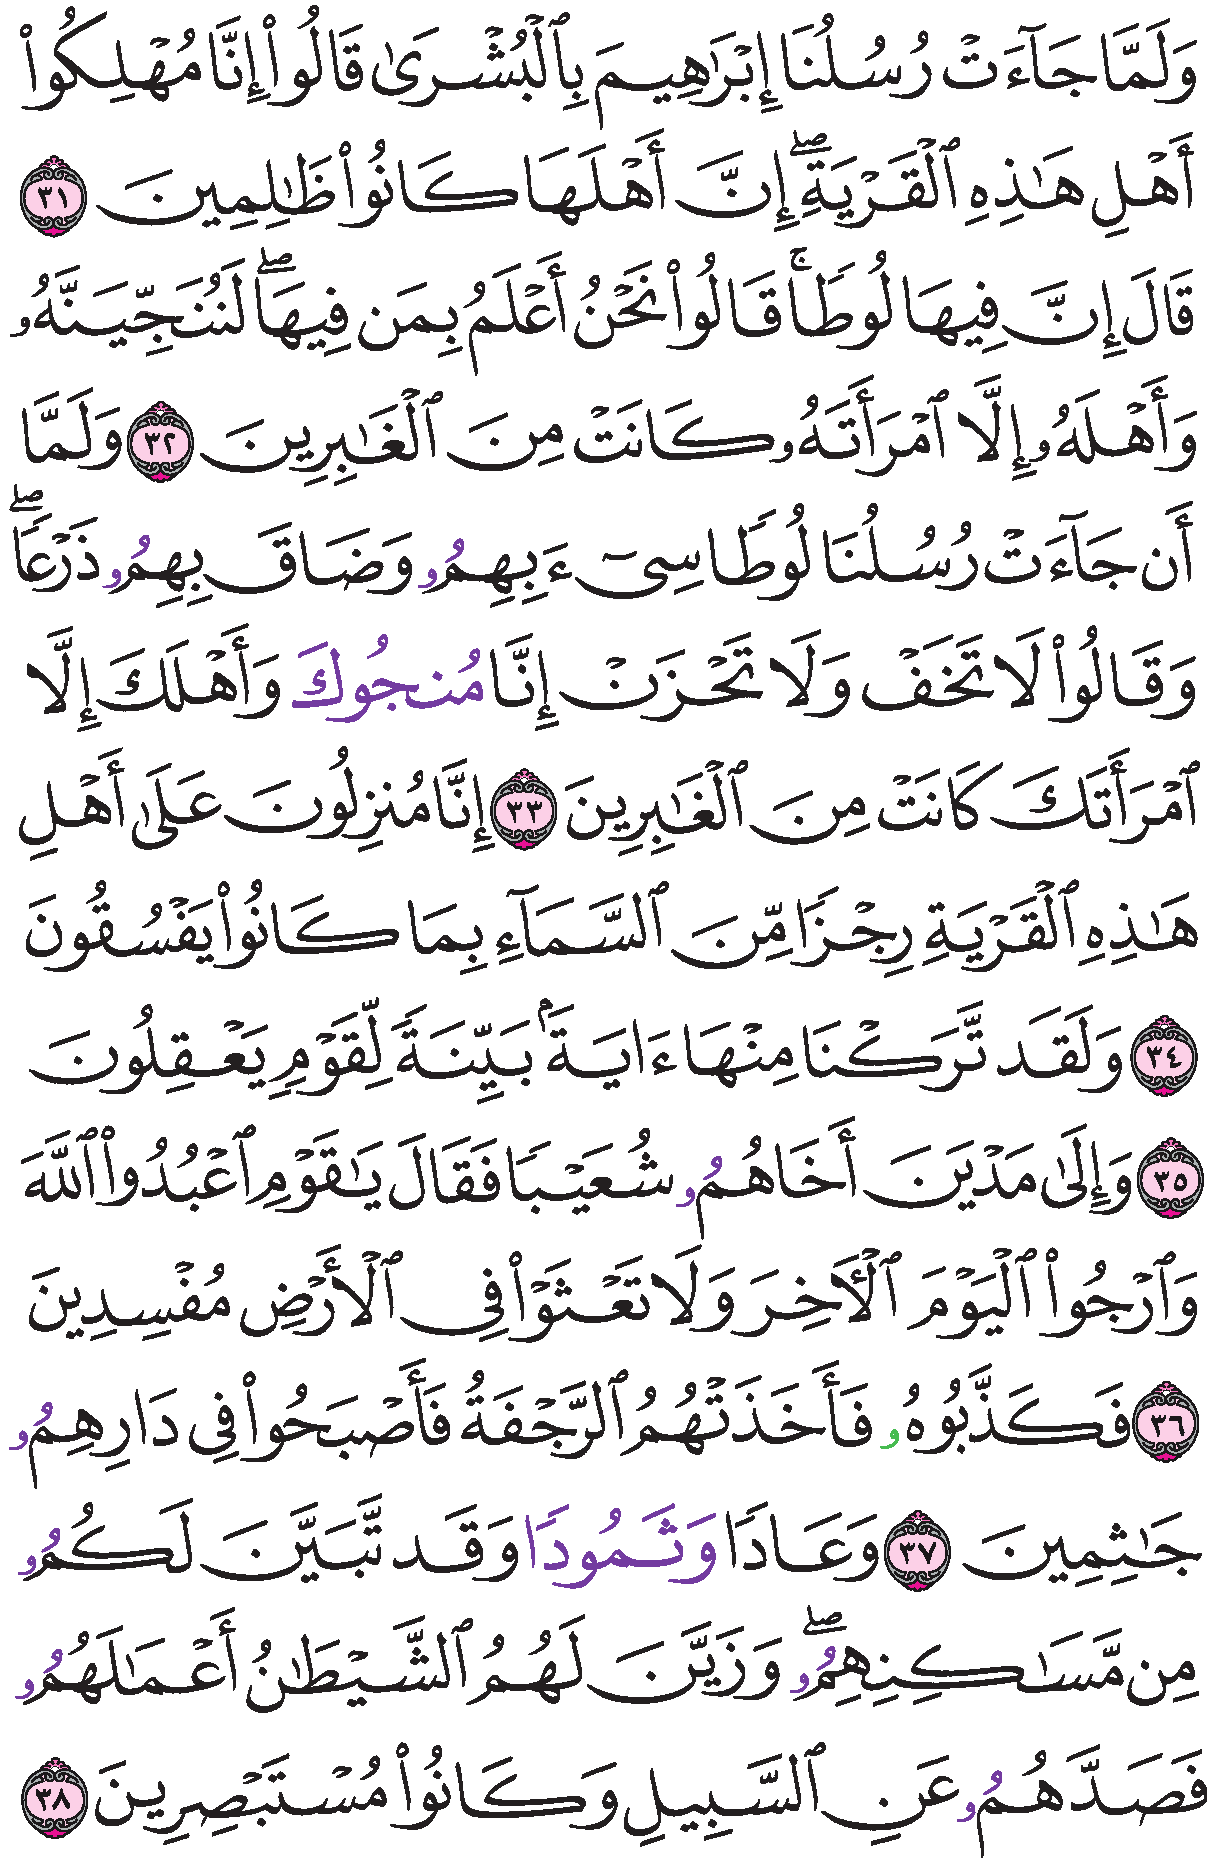 وَلَمَّا جَآءَتْ رُسُلُنَا إِبْرَٰهِيمَ بِٱلْبُشْرَىٰ قَالُوا۟ إِنَّا مُهْلِكُوا۟
أَهْلِ هَٰذِهِ ٱلْقَرْيَةِۖ إِنَّ أَهْلَهَا كَانُوا۟ ظَٰلِمِينَ ٣١
قَالَ إِنَّ فِيهَا لُوطًاۚ قَالُوا۟ نَحْنُ أَعْلَمُ بِمَن فِيهَاۖ لَنُنَجِّيَنَّهُۥ
وَأَهْلَهُۥ إِلَّا ٱمْرَأَتَهُۥ كَانَتْ مِنَ ٱلْغَٰبِرِينَ ٣٢ وَلَمَّا
أَن جَآءَتْ رُسُلُنَا لُوطًا سِىٓءَ بِهِمُۥ وَضَاقَ بِهِمُۥ ذَرْعًاۖ
وَقَالُوا۟ لَا تَخَفْ وَلَا تَحْزَنْ إِنَّا مُنجُوكَ وَأَهْلَكَ إِلَّا
ٱمْرَأَتَكَ كَانَتْ مِنَ ٱلْغَٰبِرِينَ ٣٣ إِنَّا مُنزِلُونَ عَلَىٰ أَهْلِ
هَٰذِهِ ٱلْقَرْيَةِ رِجْزًا مِّنَ ٱلسَّمَآءِ بِمَا كَانُوا۟ يَفْسُقُونَ
٣٤ وَلَقَد تَّرَكْنَا مِنْهَا ءَايَةًۢ بَيِّنَةً لِّقَوْمٍ يَعْقِلُونَ
٣٥ وَإِلَىٰ مَدْيَنَ أَخَاهُمُۥ شُعَيْبًا فَقَالَ يَٰقَوْمِ ٱعْبُدُوا۟ ٱللَّهَ
وَٱرْجُوا۟ ٱلْيَوْمَ ٱلْأَخِرَ وَلَا تَعْثَوْا۟ فِى ٱلْأَرْضِ مُفْسِدِينَ
٣٦ فَكَذَّبُوهُۥ فَأَخَذَتْهُمُ ٱلرَّجْفَةُ فَأَصْبَحُوا۟ فِى دَارِهِمُۥ
جَٰثِمِينَ ٣٧ وَعَادًا وَثَمُودًا وَقَد تَّبَيَّنَ لَكُمُۥ
مِن مَّسَٰكِنِهِمُۥۖ وَزَيَّنَ لَهُمُ ٱلشَّيْطَٰنُ أَعْمَٰلَهُمُۥ
فَصَدَّهُمُۥ عَنِ ٱلسَّبِيلِ وَكَانُوا۟ مُسْتَبْصِرِينَ ٣٨